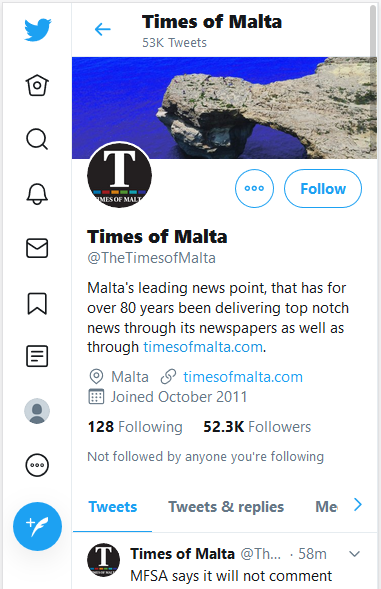 Times of Malta
53K Tweets
T
TIMES OF MALTA
Follow
Times of Malta
@TheTimesofMalta
Malta's leading news point, that has for
over 80 years been delivering top notch
news through its newspapers as well as
through timesofmalta.com.
Malta timesofmalta.com
Joined October 2011
128 Following 52.3K Followers
Not followed by anyone you're following
Tweets Tweets & replies Me
T
Times of Malta @Th... · 58m
MFSA says it will not comment